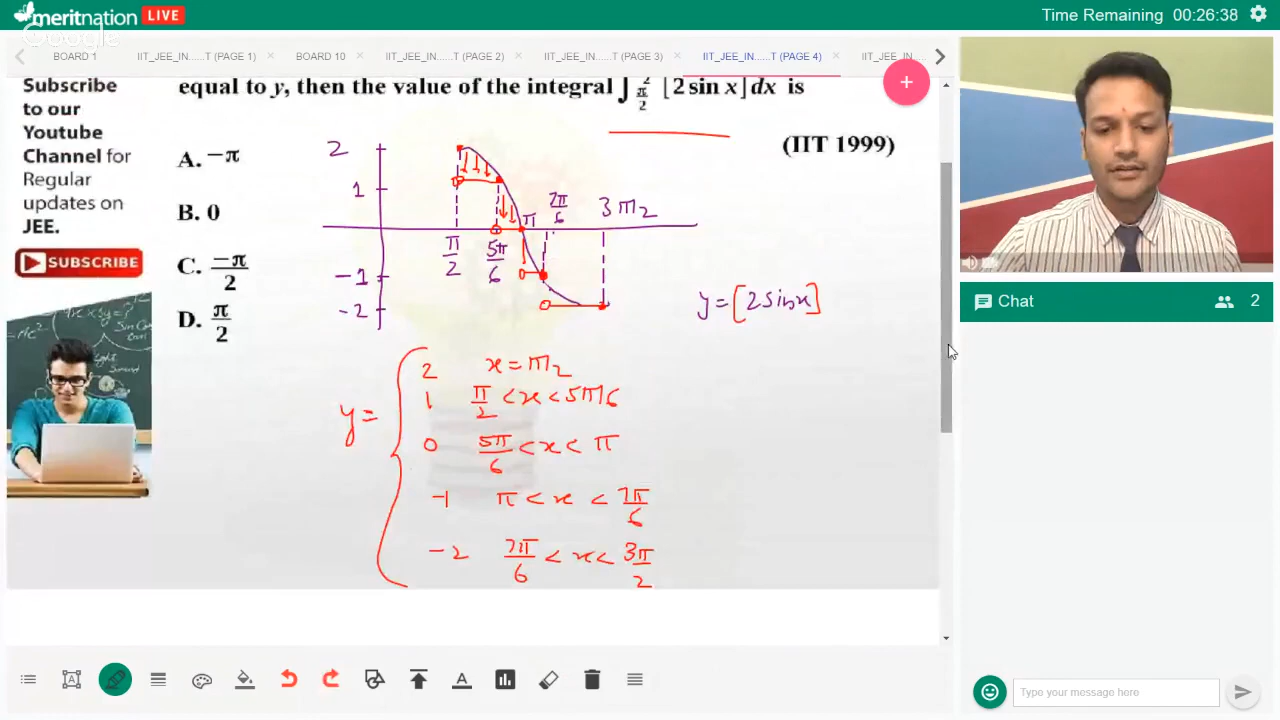 meritnation LIVE
Google
Time Remaining 00:26:38
BOARD 1
IIT_JEE_IN......T (PAGE 1) ×
BOARD 10 ×
IIT_JEE_IN......T (PAGE 2) ×
IIT_JEE_IN......T (PAGE 3) ×
IIT_JEE_IN......T (PAGE 4) ×
IIT_JEE_IN...
Subscribe
to our
Youtube
Channel for
Regular
updates on
JEE.
SUBSCRIBE
equal to y, then the value of the integral ∫ π/2 [2 sin x] dx is
(IIT 1999)
A. −π
B. 0
C. −π/2
D. π/2
2
1
−1
−2
π/2
5π/6
π
7π/6
3π/2
y = [2sinx]
y =
2 x = π/2
1 π/2 < x < 5π/6
0 5π/6 < x < π
−1 π < x < 7π/6
−2 7π/6 < x < 3π/2
Chat
2
Type your message here